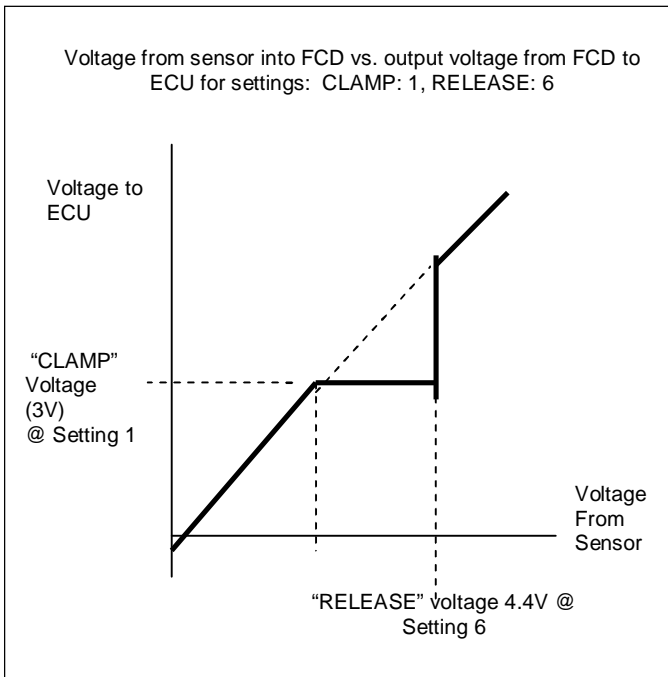 Voltage from sensor into FCD vs. output voltage from FCD to
ECU for settings: CLAMP: 1, RELEASE: 6
Voltage to
ECU
“CLAMP”
Voltage
(3V)
@ Setting 1
Voltage
From
Sensor
“RELEASE” voltage 4.4V @
Setting 6